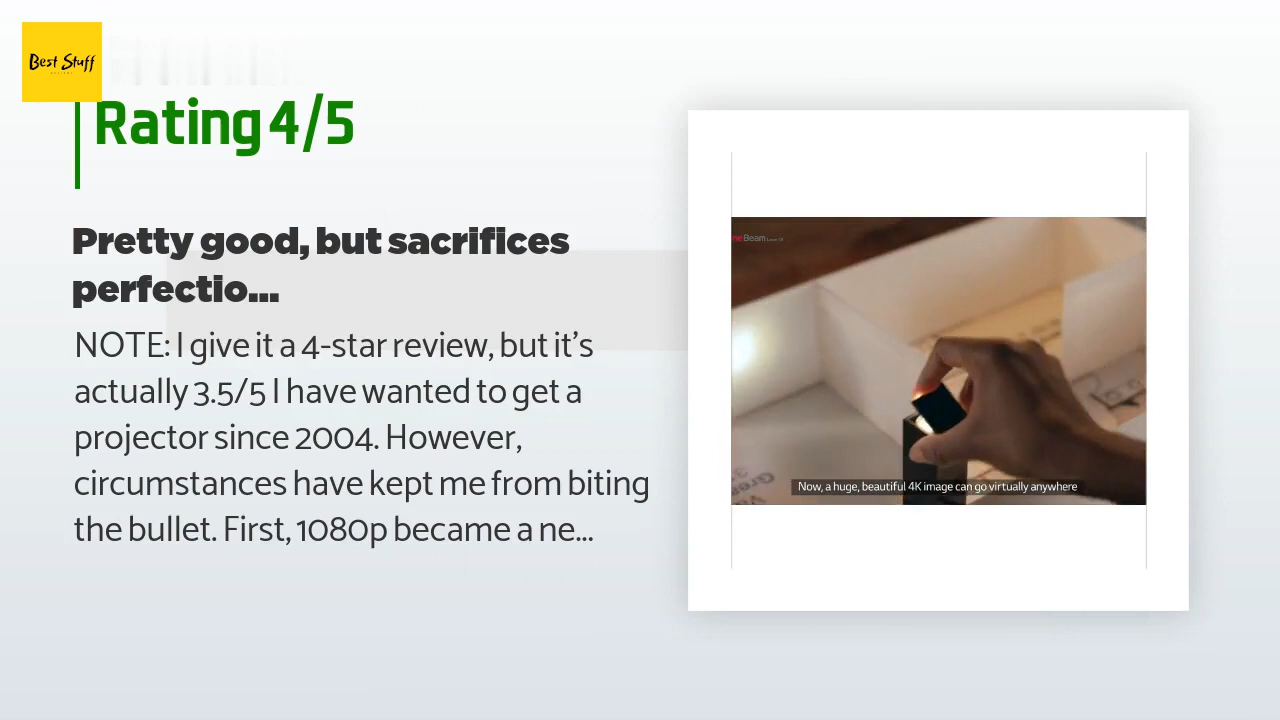 Best Stuff
Rating 4/5
Pretty good, but sacrifices
perfectio...
NOTE: I give it a 4-star review, but it's
actually 3.5/5 I have wanted to get a
projector since 2004. However,
circumstances have kept me from biting
the bullet. First, 1080p became a ne...
Beam
Now, a huge, beautiful 4K image can go virtually anywhere